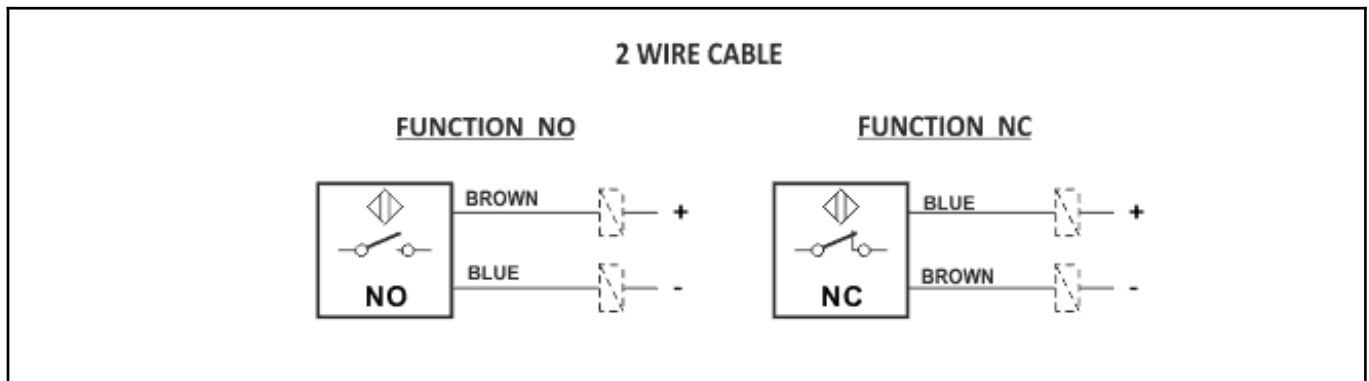 2 WIRE CABLE
FUNCTION NO
BROWN
+
BLUE
-
NO
FUNCTION NC
BLUE
+
BROWN
-
NC